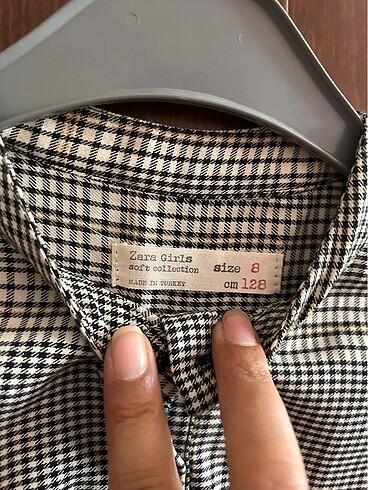 Zara Girls
soft collection
MADE IN TURKEY
size 8
cm 128